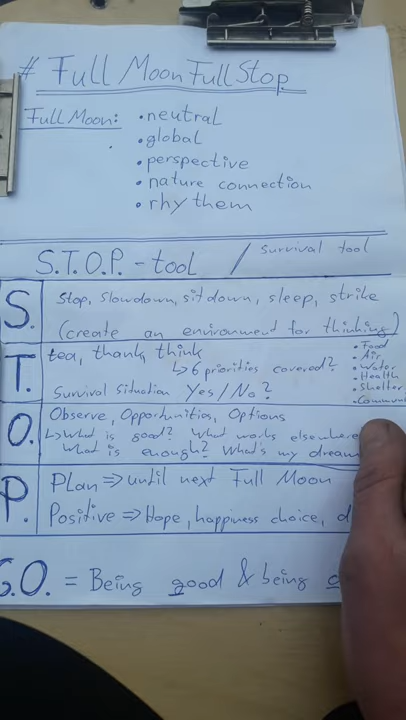 # Full Moon Full Stop
Full Moon: • neutral
• global
• perspective
• nature connection
• rhythem
S.T.O.P. - tool / survival tool
S. Stop, slowdown, sit down, sleep, strike
(create an environment for thinking)
T. tea, thank, think
↳ 6 priorities covered?
Survival situation Yes/No?
• Food
• Air
• Water
• Health
• Shelter
• Commun
O. Observe, Opportunities, Options
↳ What is good? What works elsewhere
What is enough? What's my dream
P. Plan ⇒ until next Full Moon
Positive ⇒ Hope, happiness choice, d
G.O. = Being good & being